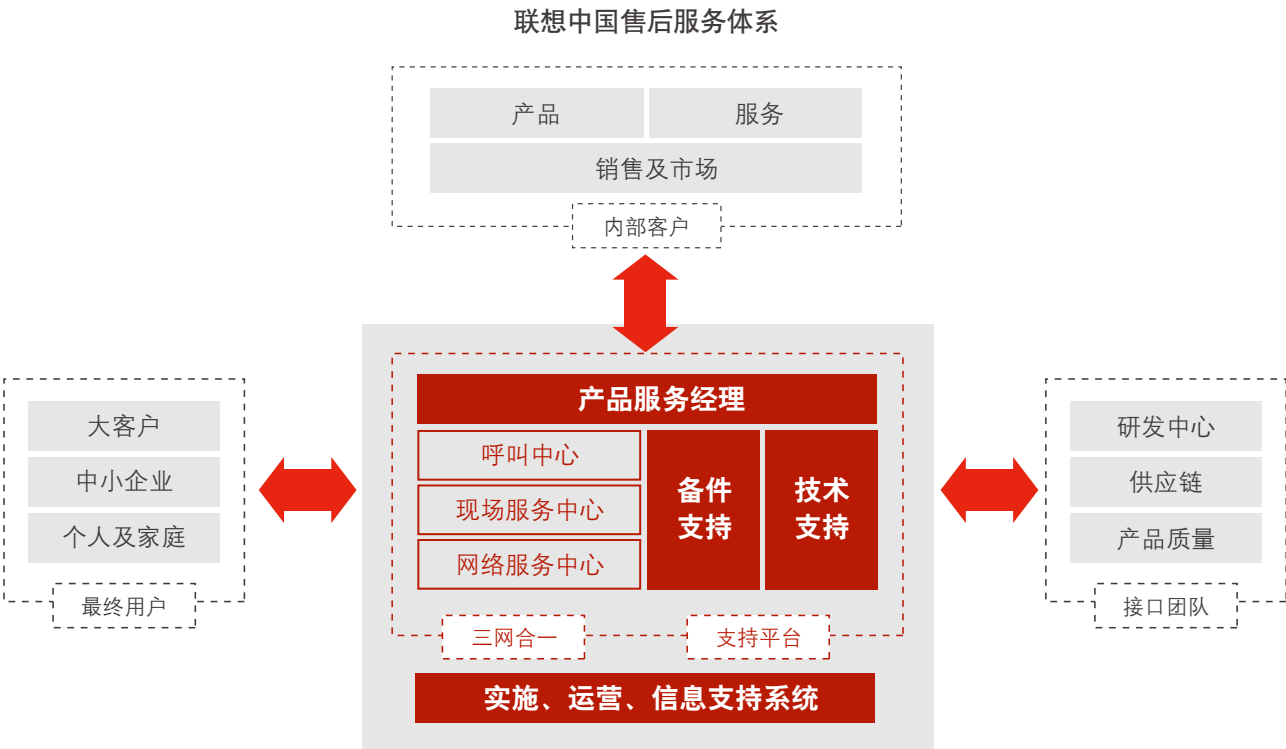 联想中国售后服务体系
产品
服务
销售及市场
内部客户
大客户
中小企业
个人及家庭
最终用户
产品服务经理
呼叫中心
现场服务中心
网络服务中心
备件
支持
技术
支持
三网合一
支持平台
实施、运营、信息支持系统
研发中心
供应链
产品质量
接口团队